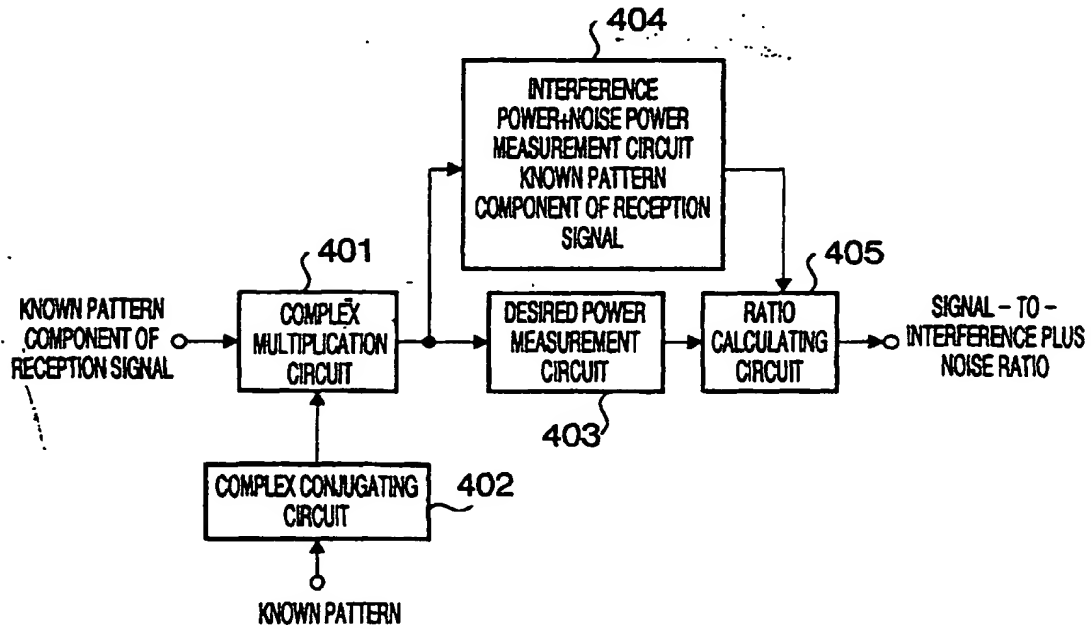 404
INTERFERENCE
POWER+NOISE POWER
MEASUREMENT CIRCUIT
KNOWN PATTERN
COMPONENT OF RECEPTION
SIGNAL
401
405
KNOWN PATTERN
COMPONENT OF
RECEPTION SIGNAL
COMPLEX
MULTIPLICATION
CIRCUIT
DESIRED POWER
MEASUREMENT
CIRCUIT
RATIO
CALCULATING
CIRCUIT
SIGNAL - TO -
INTERFERENCE PLUS
NOISE RATIO
403
COMPLEX CONJUGATING
CIRCUIT
402
KNOWN PATTERN